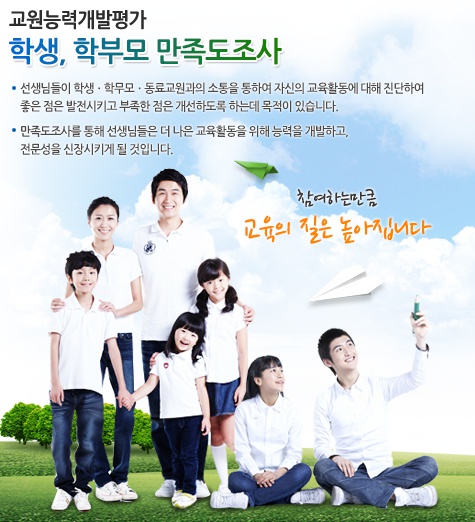 교원능력개발평가
학생, 학부모 만족도조사
• 선생님들이 학생 · 학무모 · 동료교원과의 소통을 통하여 자신의 교육활동에 대해 진단하여
좋은 점은 발전시키고 부족한 점은 개선하도록 하는데 목적이 있습니다.
• 만족도조사를 통해 선생님들은 더 나은 교육활동을 위해 능력을 개발하고,
전문성을 신장시키게 될 것입니다.
참여하는만큼
교육의 질은 높아집니다